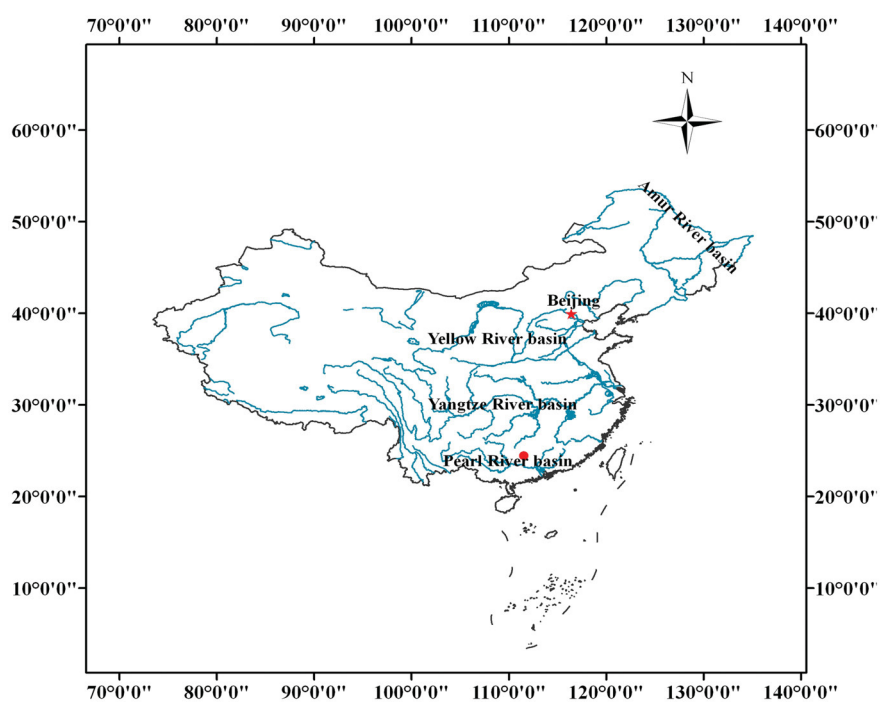 70°0'0" 80°0'0" 90°0'0" 100°0'0" 110°0'0" 120°0'0" 130°0'0" 140°0'0"
N
60°0'0" 60°0'0"
50°0'0" 50°0'0"
Amur River basin
Beijing
40°0'0" 40°0'0"
Yellow River basin
30°0'0" 30°0'0"
Yangtze River basin
Pearl River basin
20°0'0" 20°0'0"
10°0'0" 10°0'0"
70°0'0" 80°0'0" 90°0'0" 100°0'0" 110°0'0" 120°0'0" 130°0'0" 140°0'0"